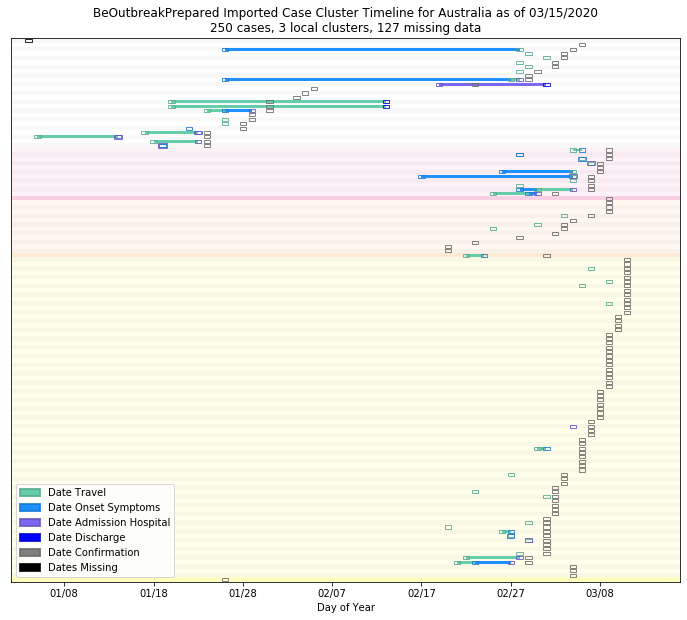 BeOutbreakPrepared Imported Case Cluster Timeline for Australia as of 03/15/2020
250 cases, 3 local clusters, 127 missing data
Date Travel
Date Onset Symptoms
Date Admission Hospital
Date Discharge
Date Confirmation
Dates Missing
01/08 01/18 01/28 02/07 02/17 02/27 03/08
Day of Year